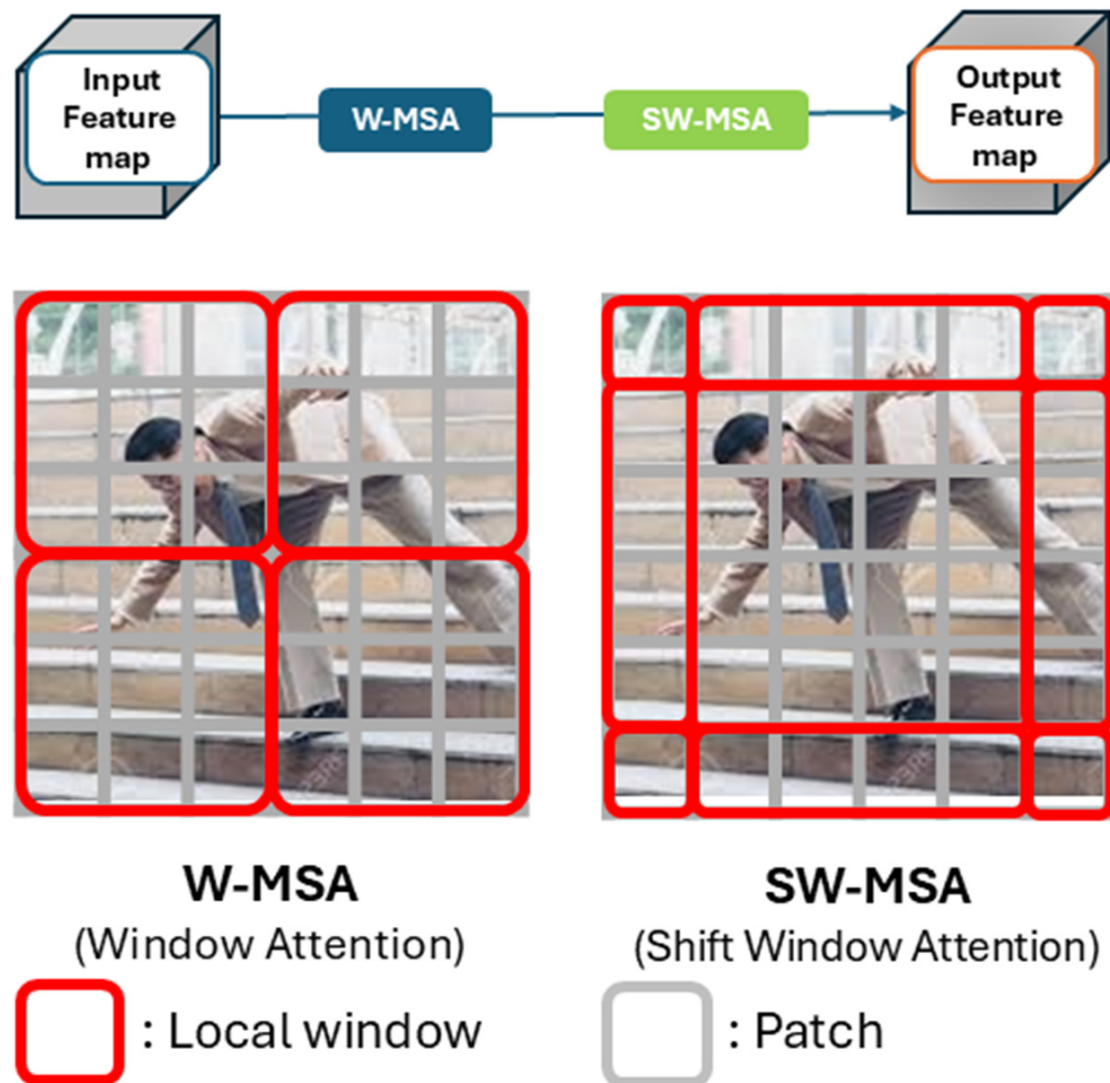 Input
Feature
map
W-MSA
SW-MSA
Output
Feature
map
W-MSA
(Window Attention)
SW-MSA
(Shift Window Attention)
: Local window
: Patch